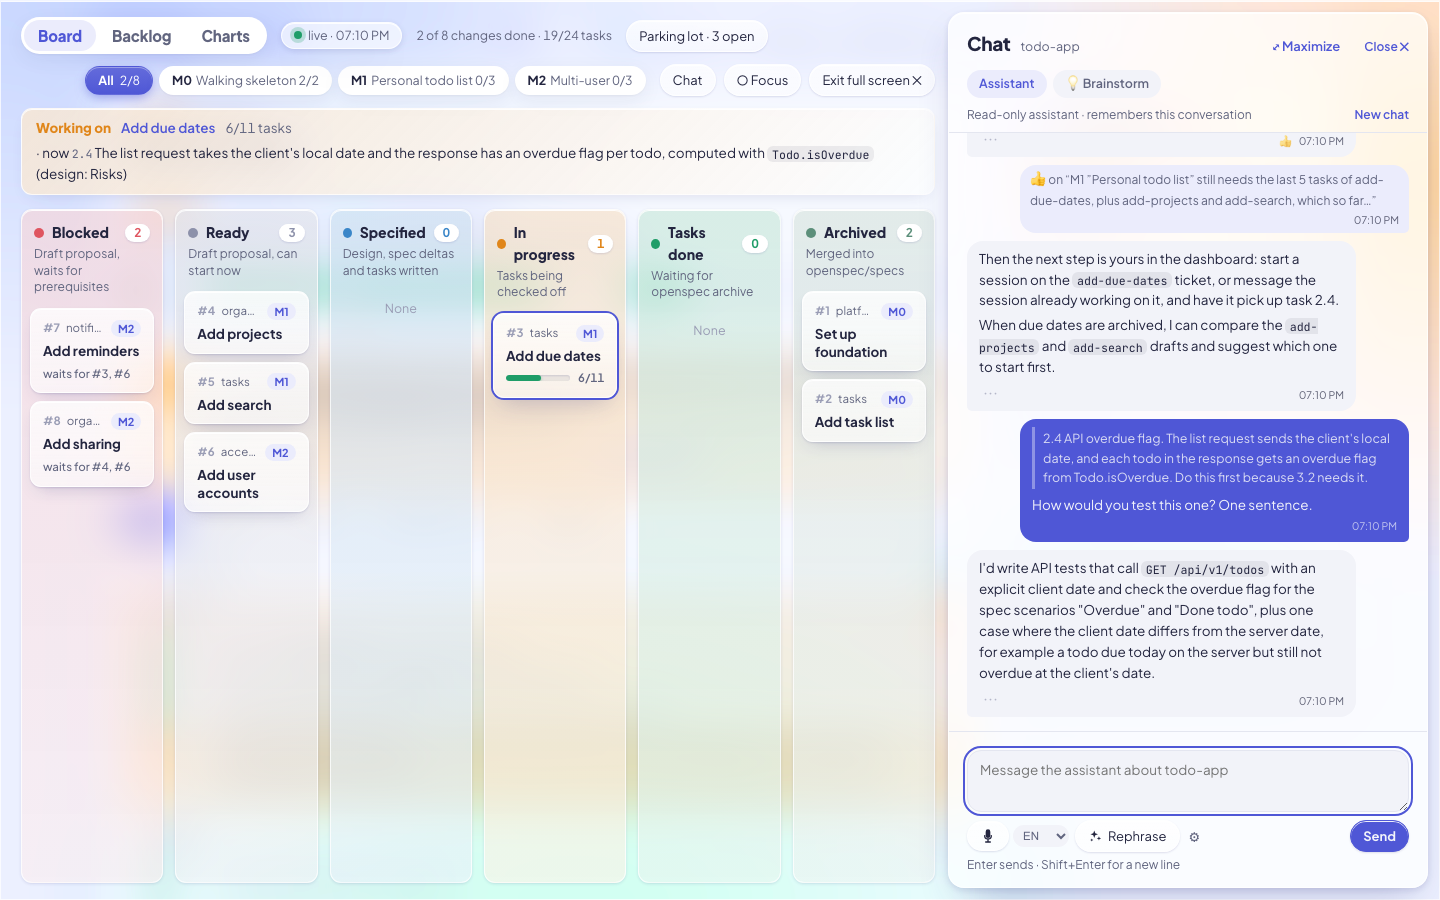 Board
Backlog
Charts
live · 07:10 PM
2 of 8 changes done · 19/24 tasks
Parking lot · 3 open
All 2/8
M0 Walking skeleton 2/2
M1 Personal todo list 0/3
M2 Multi-user 0/3
Chat
Focus
Exit full screen ✕
Working on Add due dates 6/11 tasks
· now 2.4 The list request takes the client's local date and the response has an overdue flag per todo, computed with Todo.isOverdue
(design: Risks)
Blocked 2
Draft proposal,
waits for
prerequisites
#7 notifi... M2
Add reminders
waits for #3, #6
#8 orga... M2
Add sharing
waits for #4, #6
Ready 3
Draft proposal, can
start now
#4 orga... M1
Add projects
#5 tasks M1
Add search
#6 acce... M2
Add user
accounts
Specified 0
Design, spec deltas
and tasks written
None
In
progress 1
Tasks being
checked off
#3 tasks M1
Add due dates
6/11
Tasks
done 0
Waiting for
openspec archive
None
Archived 2
Merged into
openspec/specs
#1 platf... M0
Set up
foundation
#2 tasks M0
Add task list
Chat todo-app
Maximize
Close ✕
Assistant
💡 Brainstorm
Read-only assistant · remembers this conversation
New chat
... 👍 07:10 PM
👍 on “M1 ”Personal todo list” still needs the last 5 tasks of add-
due-dates, plus add-projects and add-search, which so far…”
07:10 PM
Then the next step is yours in the dashboard: start a
session on the add-due-dates ticket, or message the
session already working on it, and have it pick up task 2.4.
When due dates are archived, I can compare the add-
projects and add-search drafts and suggest which one
to start first.
... 07:10 PM
2.4 API overdue flag. The list request sends the client's local
date, and each todo in the response gets an overdue flag
from Todo.isOverdue. Do this first because 3.2 needs it.
How would you test this one? One sentence.
07:10 PM
I'd write API tests that call GET /api/v1/todos with an
explicit client date and check the overdue flag for the
spec scenarios "Overdue" and "Done todo", plus one
case where the client date differs from the server date,
for example a todo due today on the server but still not
overdue at the client's date.
... 07:10 PM
Message the assistant about todo-app
EN
Rephrase
Send
Enter sends · Shift+Enter for a new line